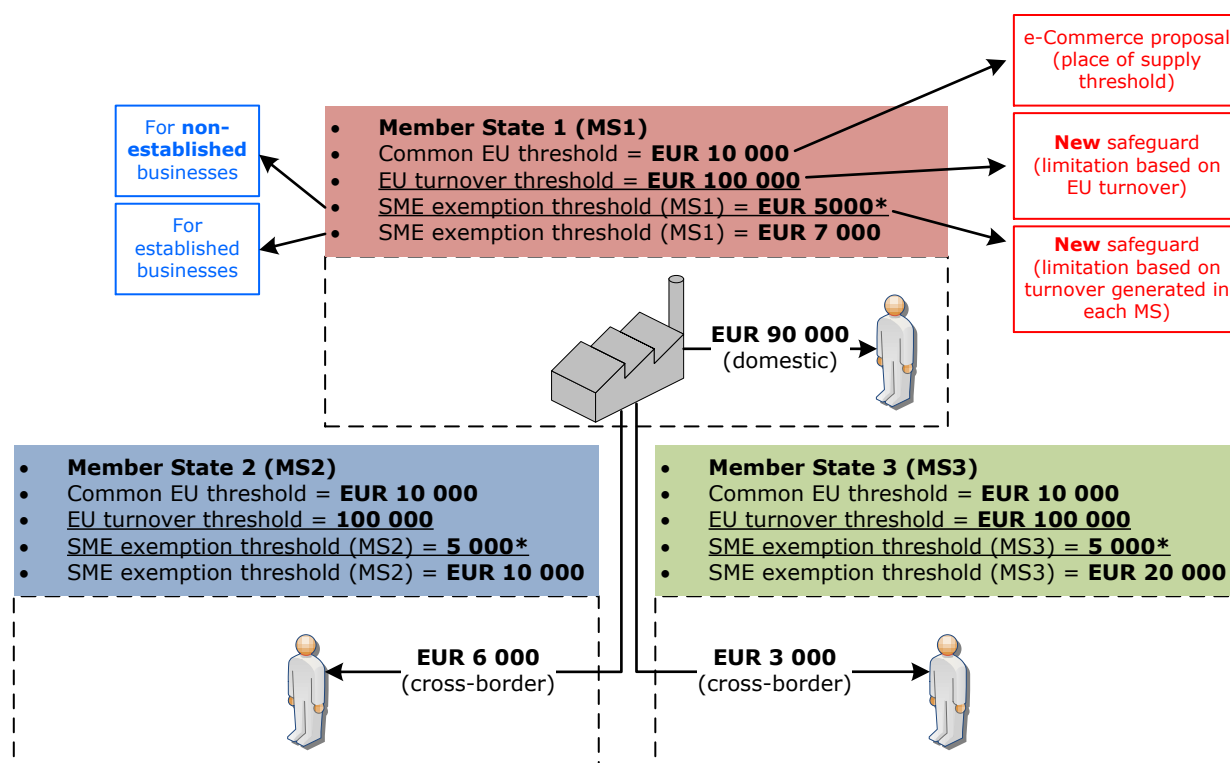 e-Commerce proposal
(place of supply
threshold)
For non-
established
businesses
• Member State 1 (MS1)
• Common EU threshold = EUR 10 000
• EU turnover threshold = EUR 100 000
• SME exemption threshold (MS1) = EUR 5000*
• SME exemption threshold (MS1) = EUR 7 000
New safeguard
(limitation based on
EU turnover)
For
established
businesses
New safeguard
(limitation based on
turnover generated in
each MS)
EUR 90 000
(domestic)
• Member State 2 (MS2)
• Common EU threshold = EUR 10 000
• EU turnover threshold = 100 000
• SME exemption threshold (MS2) = 5 000*
• SME exemption threshold (MS2) = EUR 10 000
• Member State 3 (MS3)
• Common EU threshold = EUR 10 000
• EU turnover threshold = EUR 100 000
• SME exemption threshold (MS3) = 5 000*
• SME exemption threshold (MS3) = EUR 20 000
EUR 6 000
(cross-border)
EUR 3 000
(cross-border)